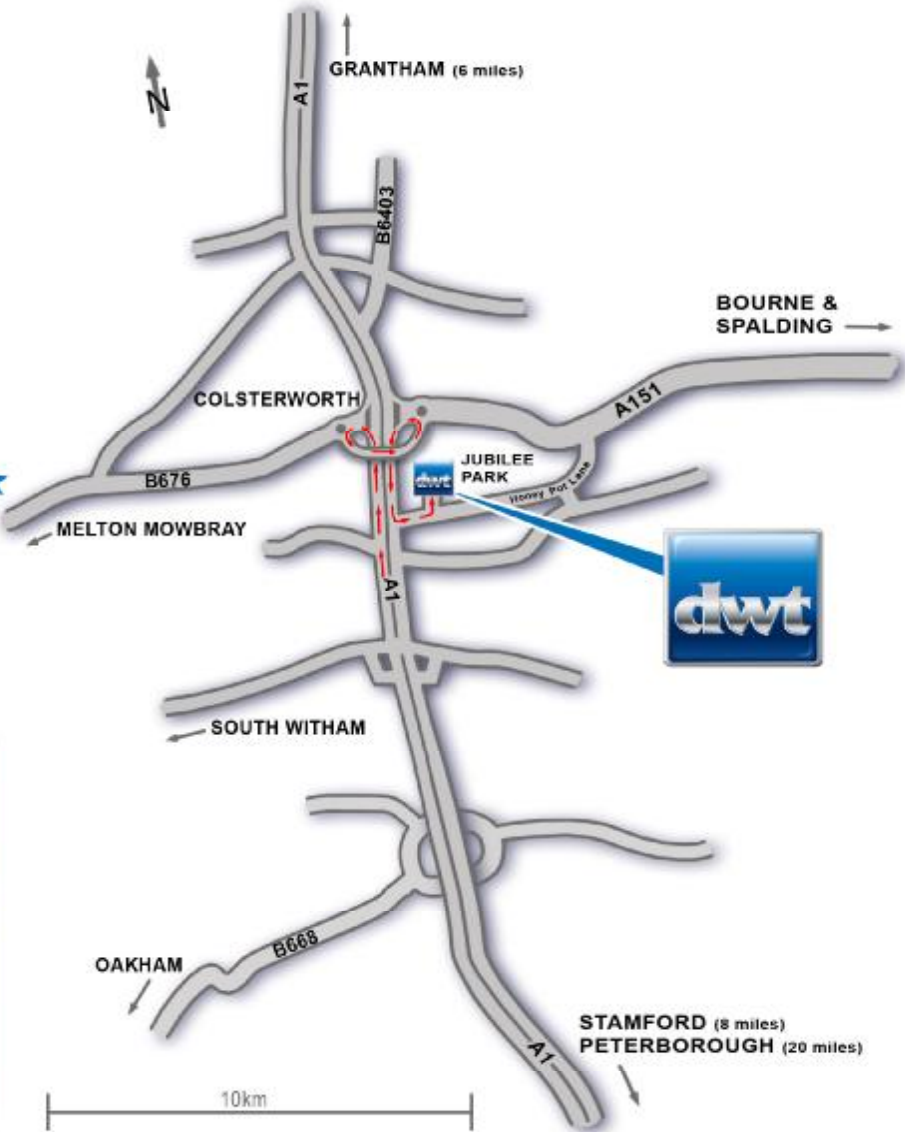 GRANTHAM (6 miles)
N
A1
B6403
BOURNE &
SPALDING
COLSTERWORTH
A151
JUBILEE
PARK
dwt
Honey Pot Lane
B676
MELTON MOWBRAY
A1
dwt
SOUTH WITHAM
B668
OAKHAM
STAMFORD (8 miles)
PETERBOROUGH (20 miles)
A1
10km